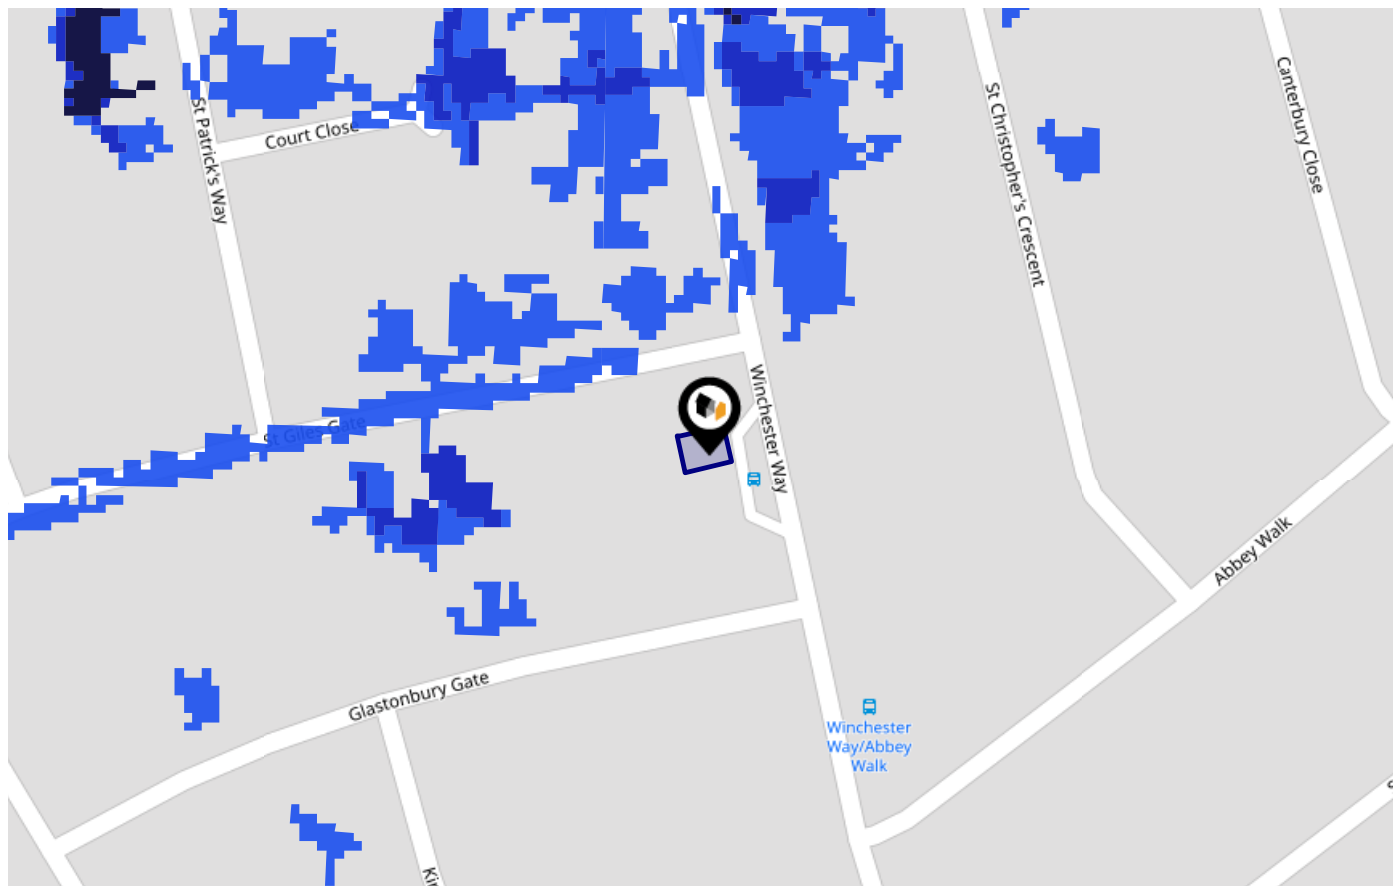 St Patrick's Way
Court Close
St Christopher's Crescent
Canterbury Close
St Giles Gate
Winchester Way
Abbey Walk
Glastonbury Gate
Winchester
Way/Abbey
Walk